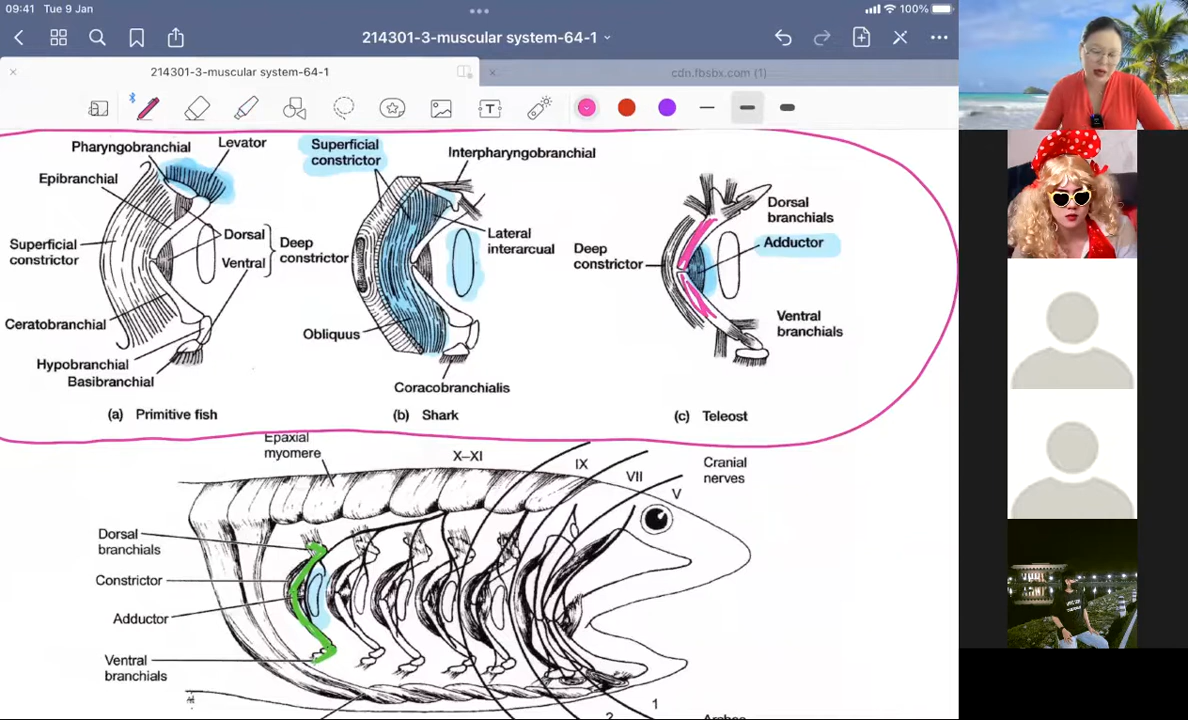 09:41 Tue 9 Jan
100%
214301-3-muscular system-64-1
214301-3-muscular system-64-1
cdn.fbsbx.com (1)
T
Pharyngobranchial
Levator
Epibranchial
Superficial
constrictor
Dorsal
Ventral
Deep
constrictor
Ceratobranchial
Hypobranchial
Basibranchial
(a) Primitive fish
Superficial
constrictor
Interpharyngobranchial
Lateral
interarcual
Obliquus
Coracobranchialis
(b) Shark
Deep
constrictor
Dorsal
branchials
Adductor
Ventral
branchials
(c) Teleost
Epaxial
myomere
X–XI
IX
VII
V
Cranial
nerves
Dorsal
branchials
Constrictor
Adductor
Ventral
branchials
1
2
Arches